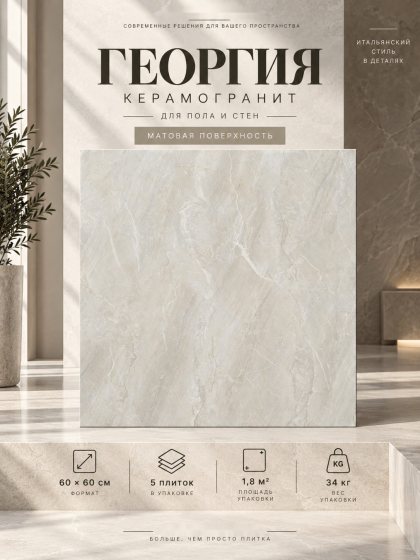 СОВРЕМЕННЫЕ РЕШЕНИЯ ДЛЯ ВАШЕГО ПРОСТРАНСТВА
ГЕОРГИЯ
КЕРАМОГРАНИТ
ДЛЯ ПОЛА И СТЕН
МАТОВАЯ ПОВЕРХНОСТЬ
ИТАЛЬЯНСКИЙ
СТИЛЬ
В ДЕТАЛЯХ
60 × 60 см
ФОРМАТ
5 плиток
В УПАКОВКЕ
1,8 м²
ПЛОЩАДЬ
УПАКОВКИ
KG
34 кг
ВЕС
УПАКОВКИ
БОЛЬШЕ, ЧЕМ ПРОСТО ПЛИТКА